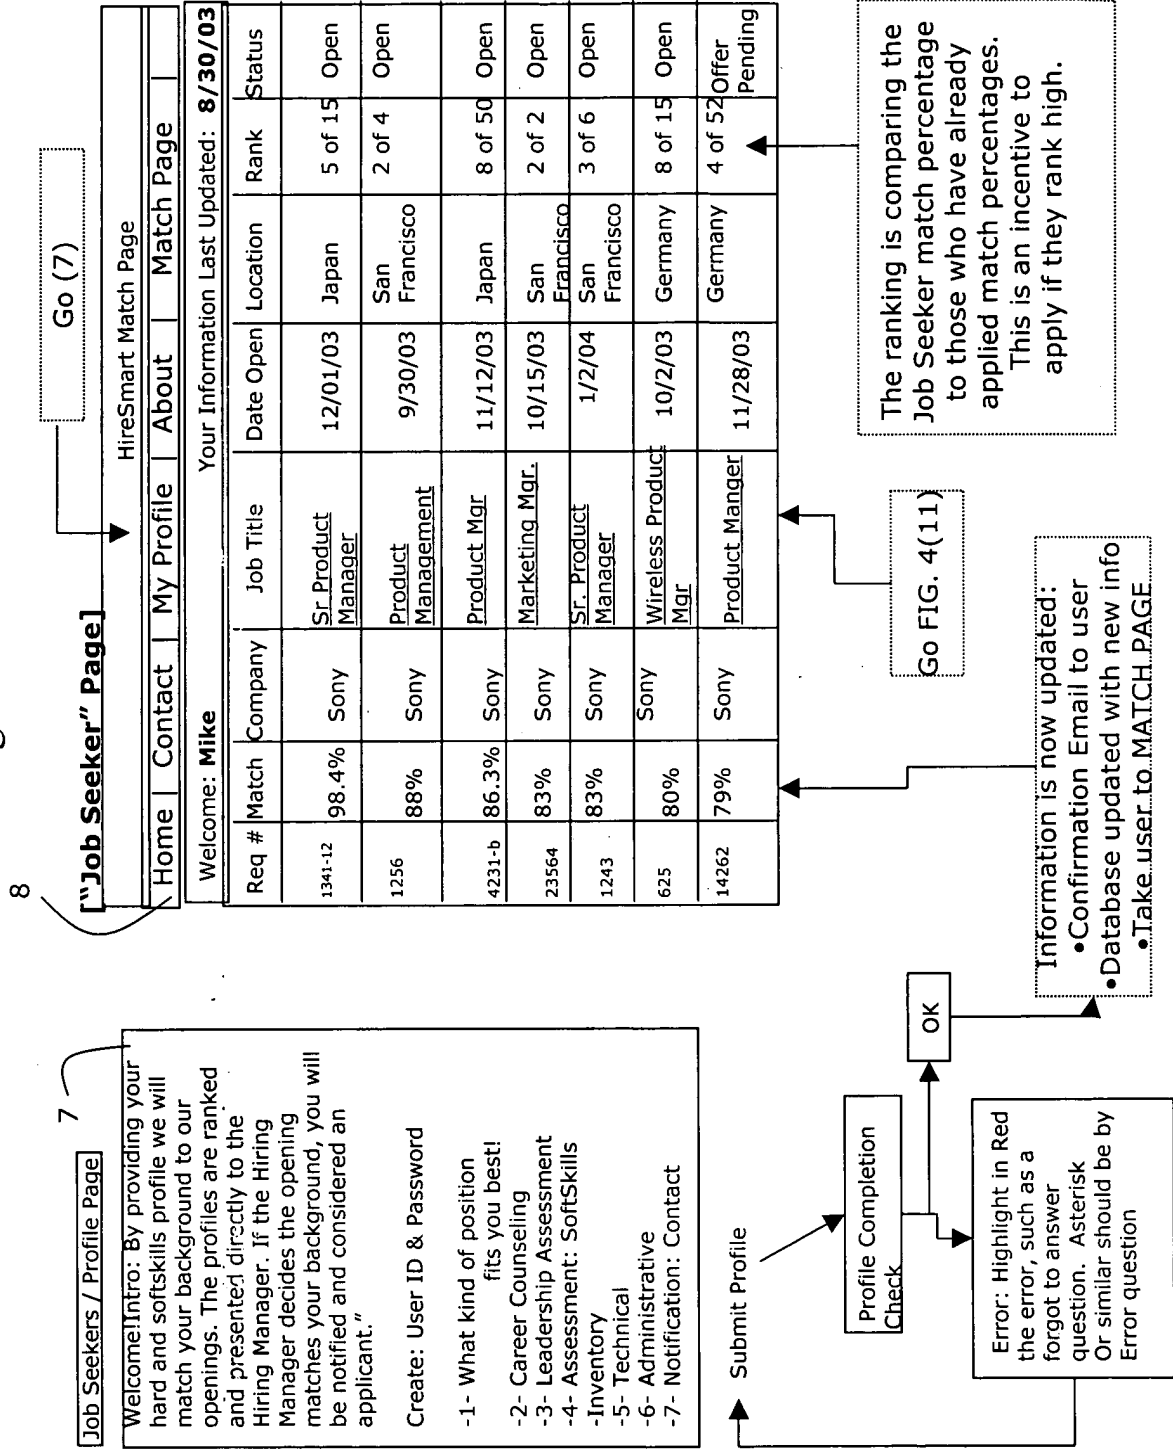 Job Seekers / Profile Page
7
Welcome!Intro: By providing your
hard and softskills profile we will
match your background to our
openings. The profiles are ranked
and presented directly to the
Hiring Manager. If the Hiring
Manager decides the opening
matches your background, you will
be notified and considered an
applicant."
Create: User ID & Password
-1- What kind of position
fits you best!
-2- Career Counseling
-3- Leadership Assessment
-4- Assessment: SoftSkills
-Inventory
-5- Technical
-6- Administrative
-7- Notification: Contact
Submit Profile
Profile Completion
Check
OK
Error: Highlight in Red
the error, such as a
forgot to answer
question. Asterisk
Or similar should be by
Error question
8
["Job Seeker" Page]
Go (7)
HireSmart Match Page
Home | Contact | My Profile | About | Match Page |
Welcome: Mike Your Information Last Updated: 8/30/03
Req # Match Company Job Title Date Open Location Rank Status
1341-12 98.4% Sony Sr Product Manager 12/01/03 Japan 5 of 15 Open
1256 88% Sony Product Management 9/30/03 San Francisco 2 of 4 Open
4231-b 86.3% Sony Product Mgr 11/12/03 Japan 8 of 50 Open
23564 83% Sony Marketing Mgr. 10/15/03 San Francisco 2 of 2 Open
1243 83% Sony Sr. Product Manager 1/2/04 San Francisco 3 of 6 Open
625 80% Sony Wireless Product Mgr 10/2/03 Germany 8 of 15 Open
14262 79% Sony Product Manger 11/28/03 Germany 4 of 52 Offer Pending
Go FIG. 4(11)
The ranking is comparing the
Job Seeker match percentage
to those who have already
applied match percentages.
This is an incentive to
apply if they rank high.
Information is now updated:
•Confirmation Email to user
•Database updated with new info
•Take user to MATCH PAGE